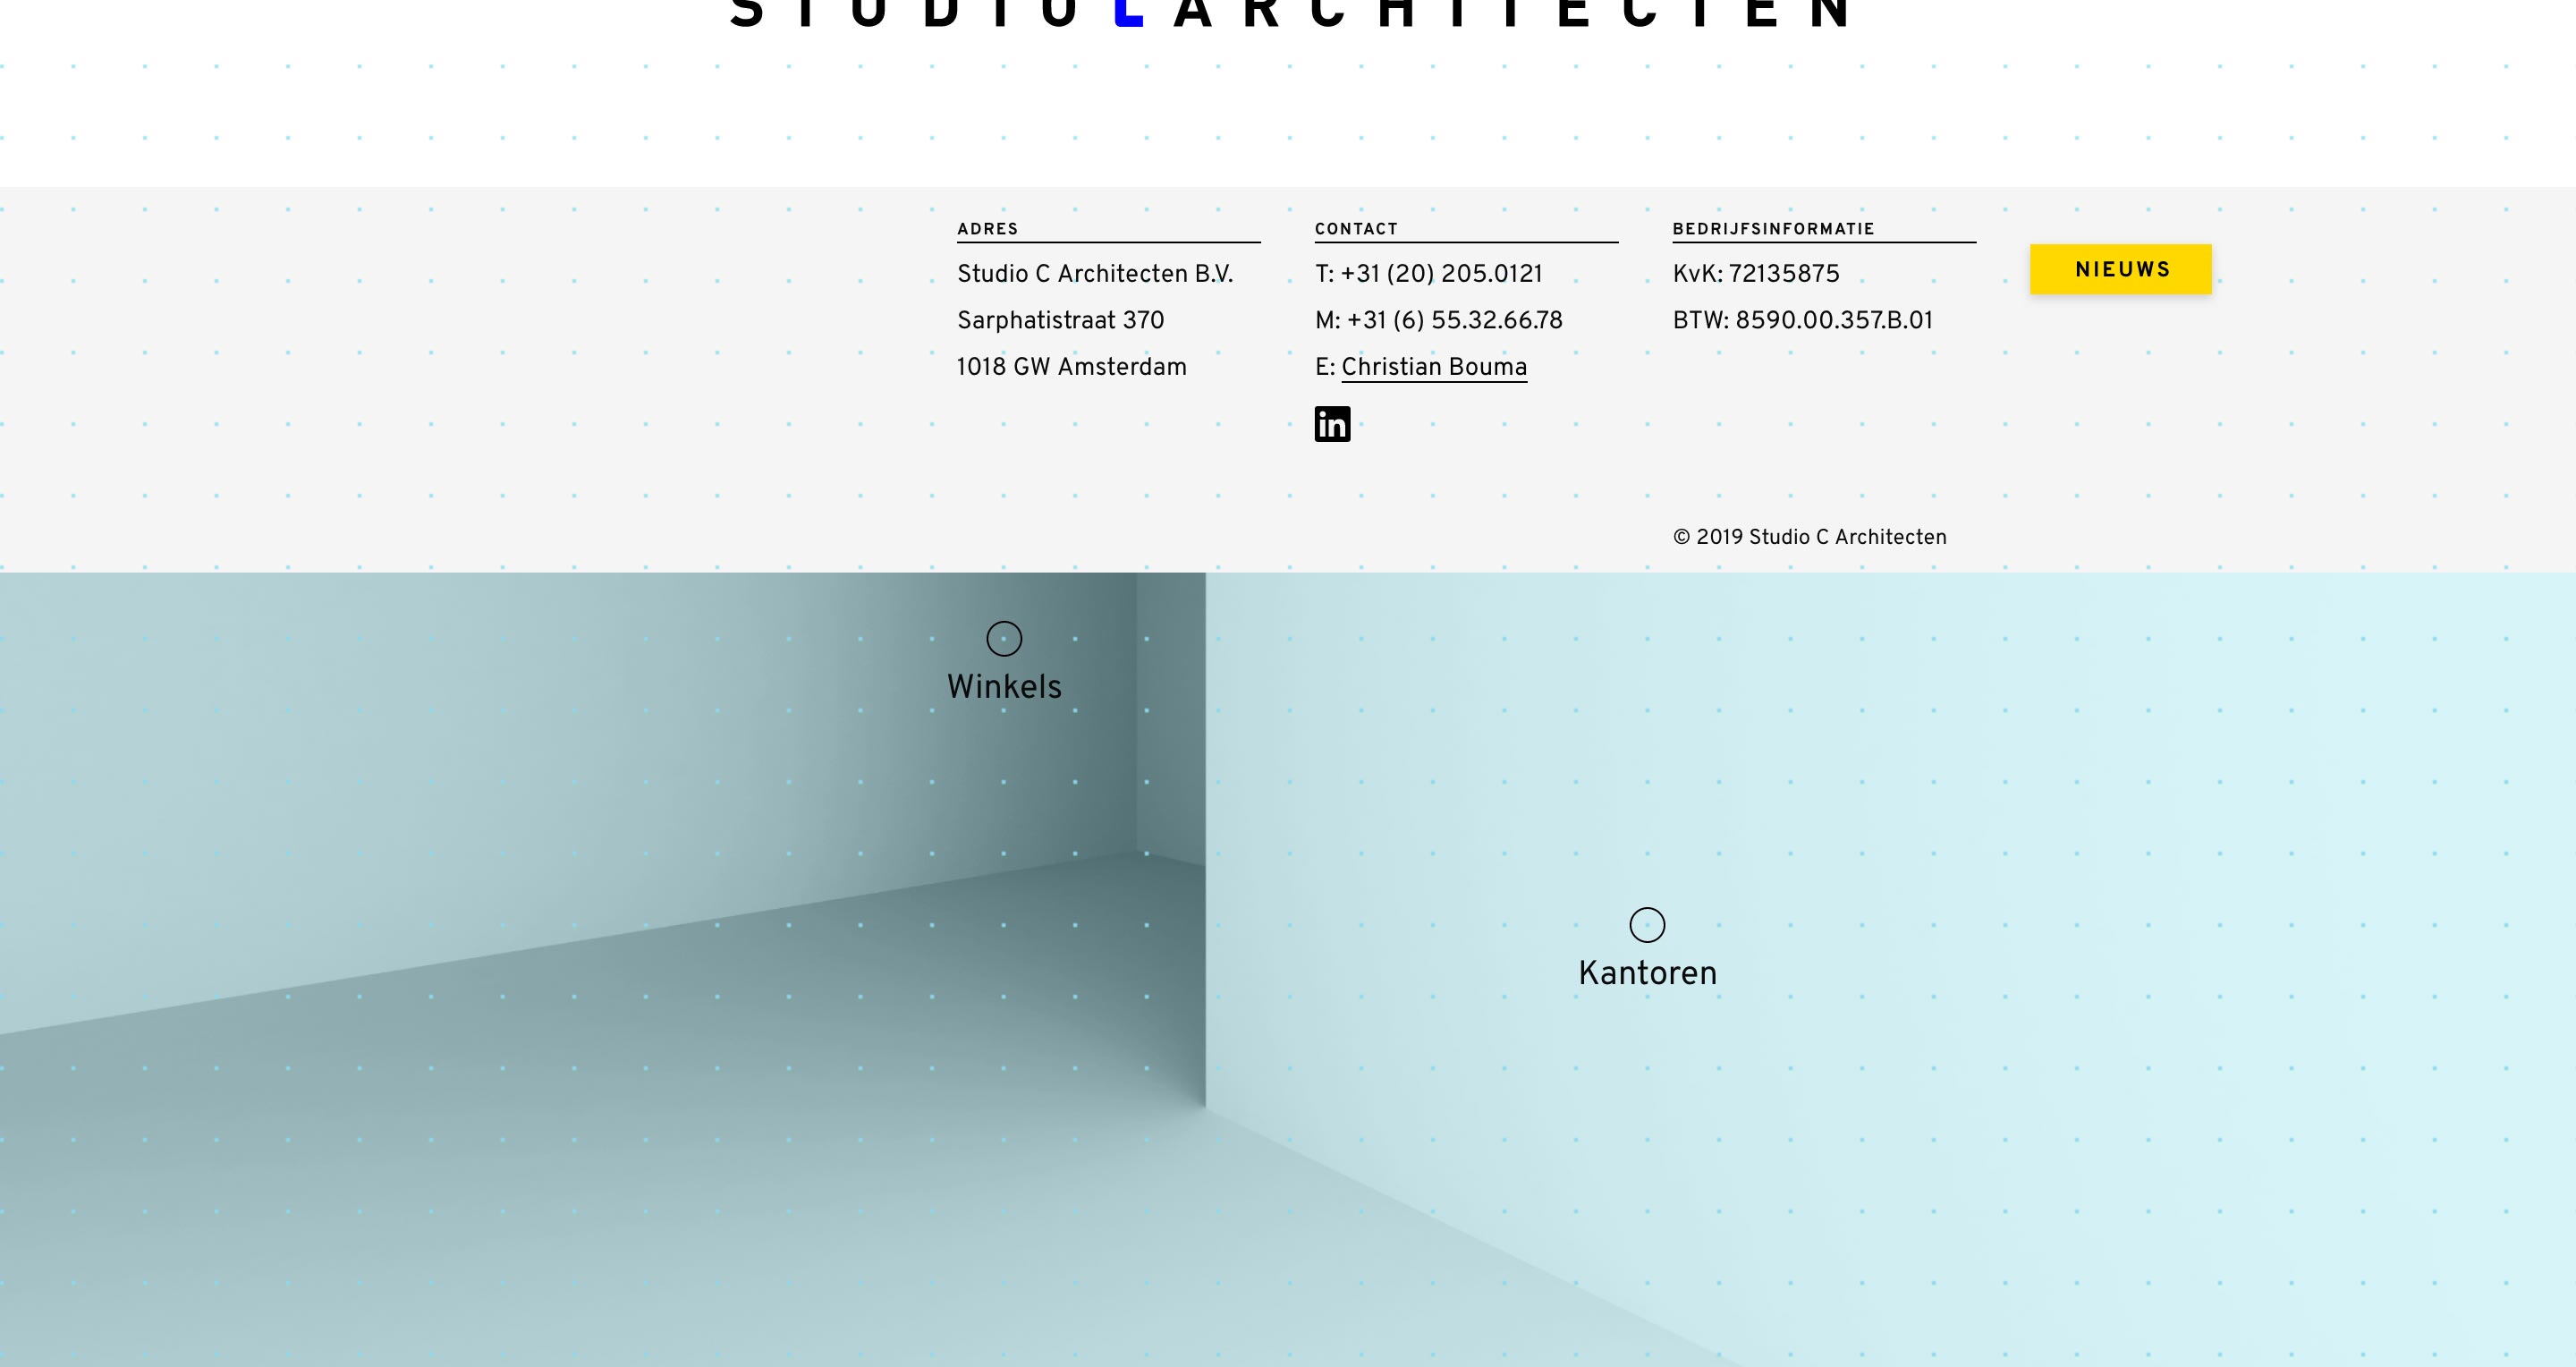 STUDIOCARCHITECTEN
ADRES
Studio C Architecten B.V.
Sarphatistraat 370
1018 GW Amsterdam
CONTACT
T: +31 (20) 205.0121
M: +31 (6) 55.32.66.78
E: Christian Bouma
in
BEDRIJFSINFORMATIE
KvK: 72135875
BTW: 8590.00.357.B.01
NIEUWS
© 2019 Studio C Architecten
Winkels
Kantoren